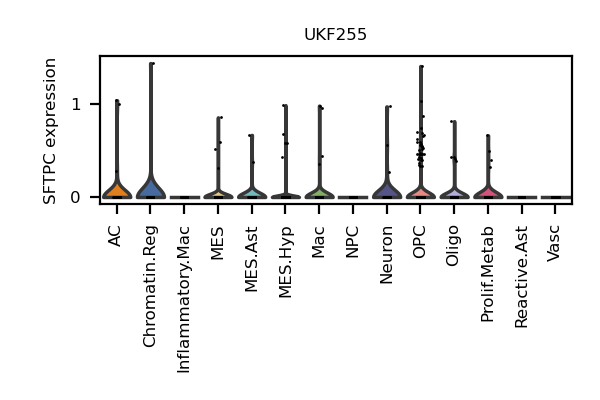 UKF255
SFTPC expression
1
0
AC
Chromatin.Reg
Inflammatory.Mac
MES
MES.Ast
MES.Hyp
Mac
NPC
Neuron
OPC
Oligo
Prolif.Metab
Reactive.Ast
Vasc